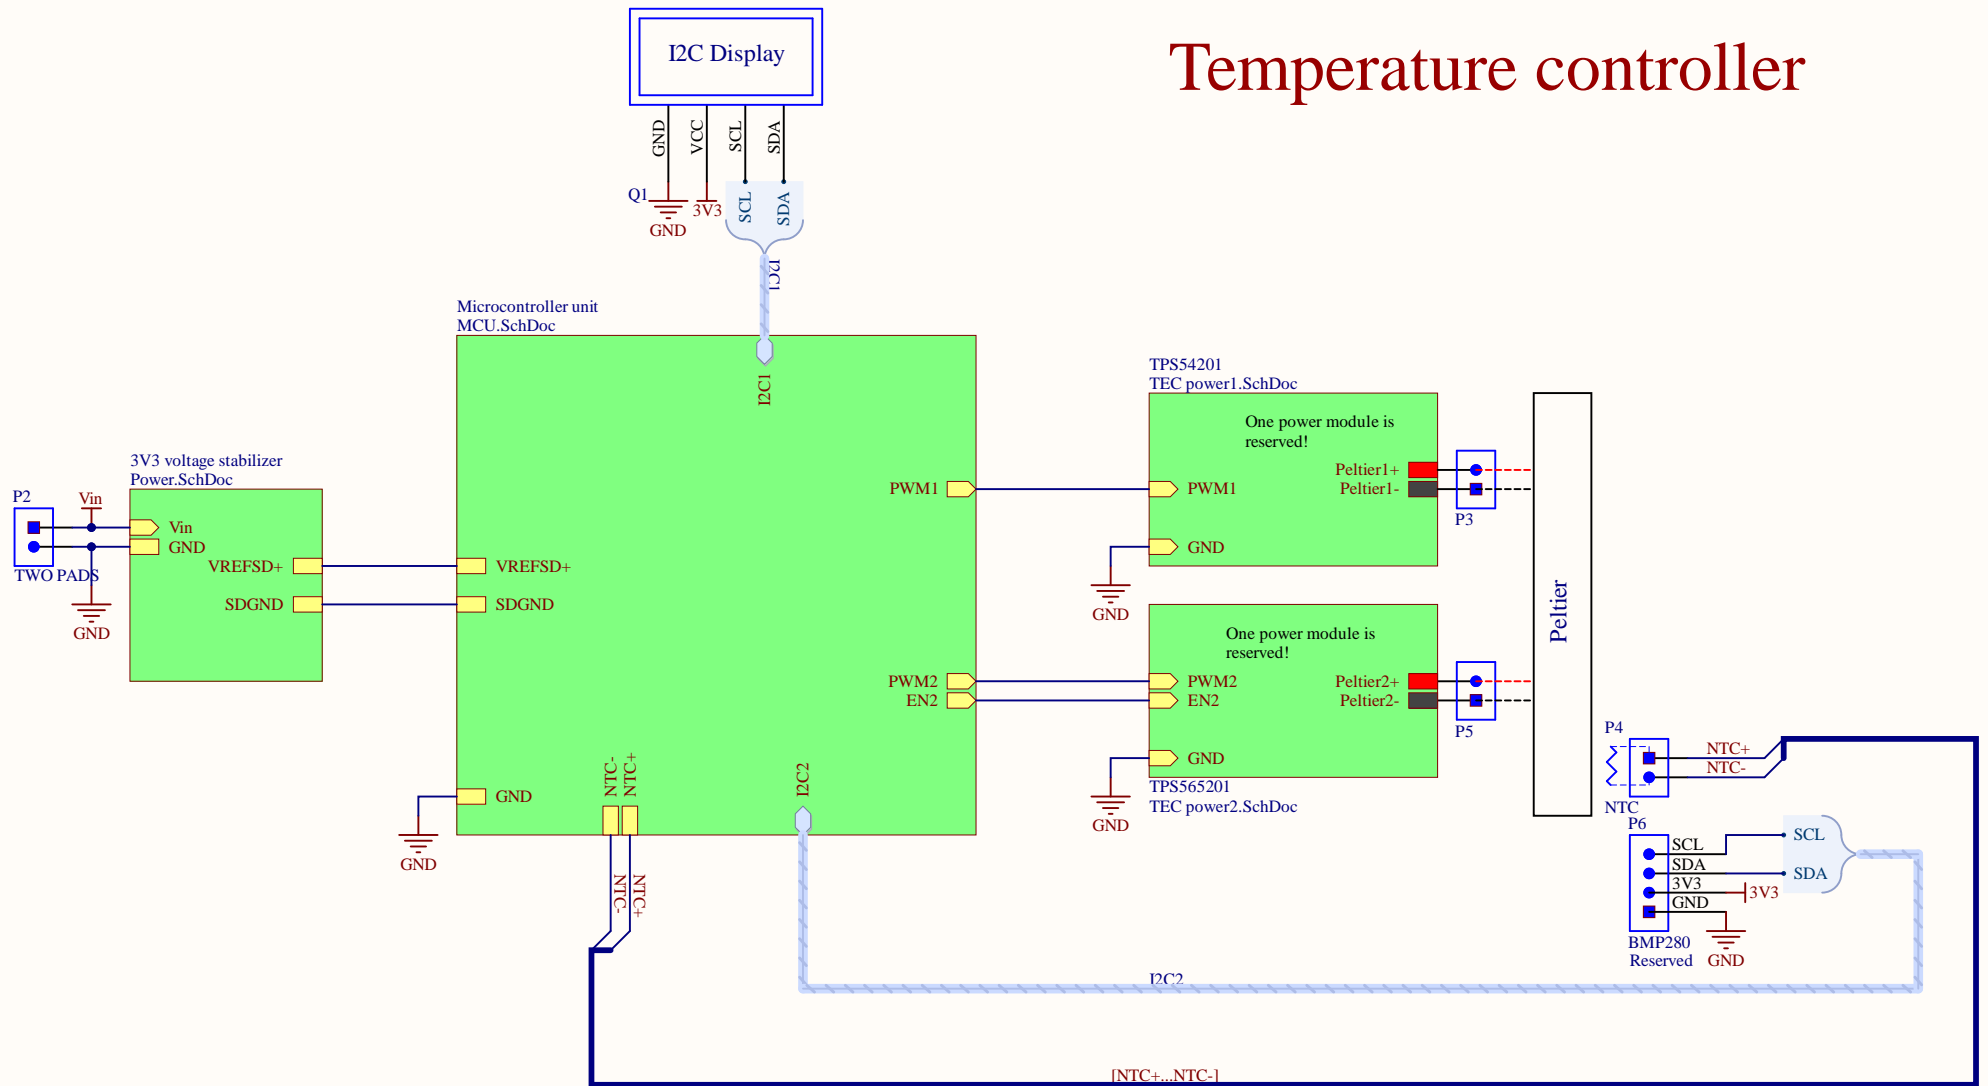 Temperature controller
I2C Display
GND
VCC
SCL
SDA
Q1
GND
3V3
SCL
SDA
I2C1
Microcontroller unit
MCU.SchDoc
I2C1
PWM1
VREFSD+
SDGND
PWM2
EN2
GND
NTC-
NTC+
I2C2
GND
NTC-
NTC+
3V3 voltage stabilizer
Power.SchDoc
P2
Vin
TWO PADS
GND
Vin
GND
VREFSD+
SDGND
TPS54201
TEC power1.SchDoc
One power module is
reserved!
Peltier1+
Peltier1-
PWM1
GND
GND
P3
One power module is
reserved!
PWM2
EN2
Peltier2+
Peltier2-
GND
TPS565201
TEC power2.SchDoc
GND
P5
Peltier
P4
NTC+
NTC-
NTC
P6
SCL
SDA
3V3
GND
SCL
SDA
3V3
GND
BMP280
Reserved
I2C2
[NTC+...NTC-]